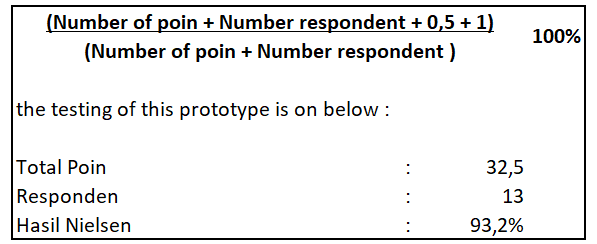 (Number of poin + Number respondent + 0,5 + 1)
100%
(Number of poin + Number respondent )
the testing of this prototype is on below :
Total Poin : 32,5
Responden : 13
Hasil Nielsen : 93,2%